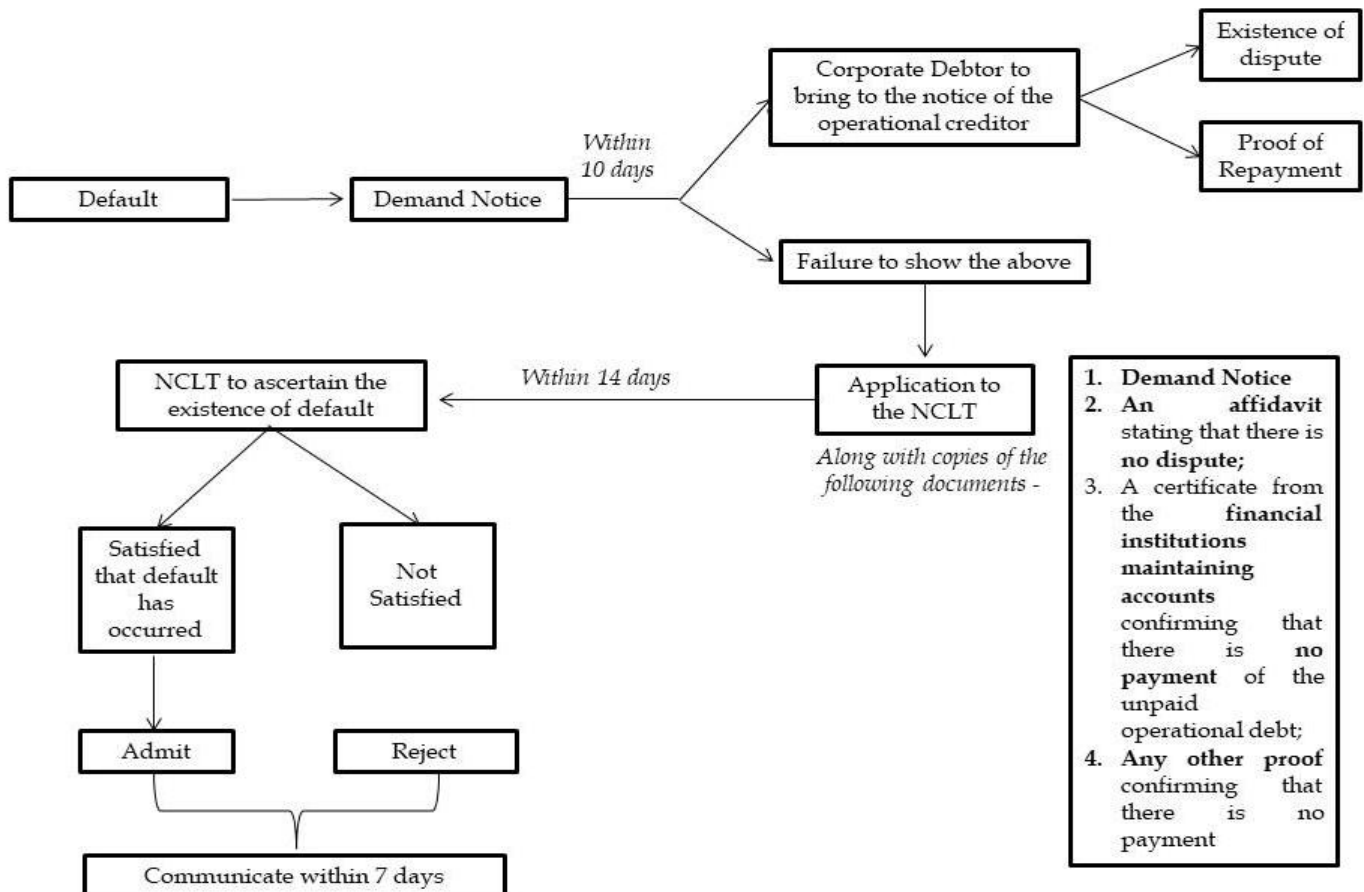 Existence of
dispute
Corporate Debtor to
bring to the notice of the
operational creditor
Within
10 days
Proof of
Repayment
Default
Demand Notice
Failure to show the above
NCLT to ascertain the
existence of default
Within 14 days
Application to
the NCLT
Along with copies of the
following documents -
1. Demand Notice
2. An affidavit
stating that there is
no dispute;
3. A certificate from
the financial
institutions
maintaining
accounts
confirming that
there is no
payment of the
unpaid
operational debt;
4. Any other proof
confirming that
there is no
payment
Satisfied
that default
has
occurred
Not
Satisfied
Admit
Reject
Communicate within 7 days